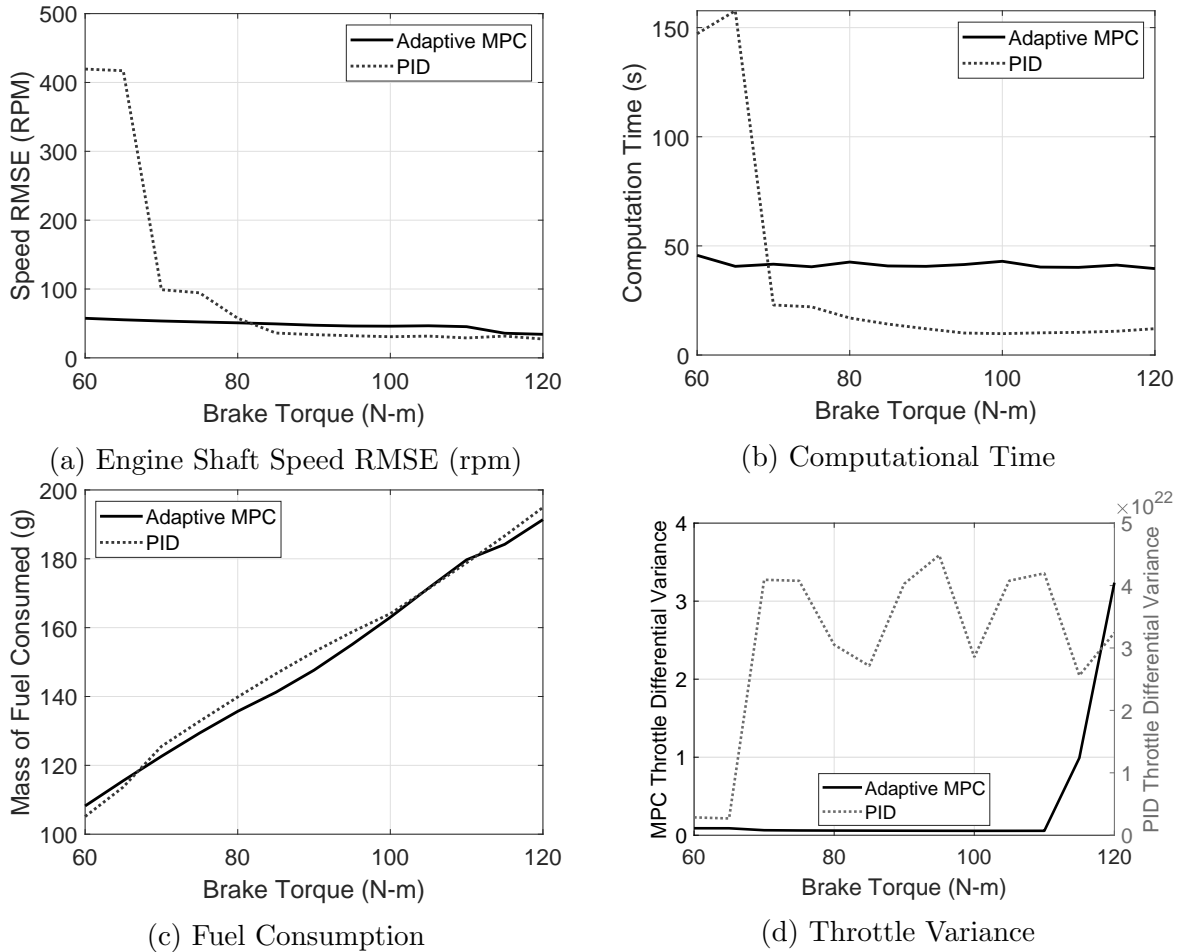 Speed RMSE (RPM)
500
400
300
200
100
0
Adaptive MPC
PID
60 80 100 120
Brake Torque (N-m)
(a) Engine Shaft Speed RMSE (rpm)
Computation Time (s)
150
100
50
0
Adaptive MPC
PID
60 80 100 120
Brake Torque (N-m)
(b) Computational Time
Mass of Fuel Consumed (g)
200
180
160
140
120
100
Adaptive MPC
PID
60 80 100 120
Brake Torque (N-m)
(c) Fuel Consumption
MPC Throttle Differential Variance
4
3
2
1
0
Adaptive MPC
PID
×10²²
5
4
3
2
1
0
PID Throttle Differential Variance
60 80 100 120
Brake Torque (N-m)
(d) Throttle Variance